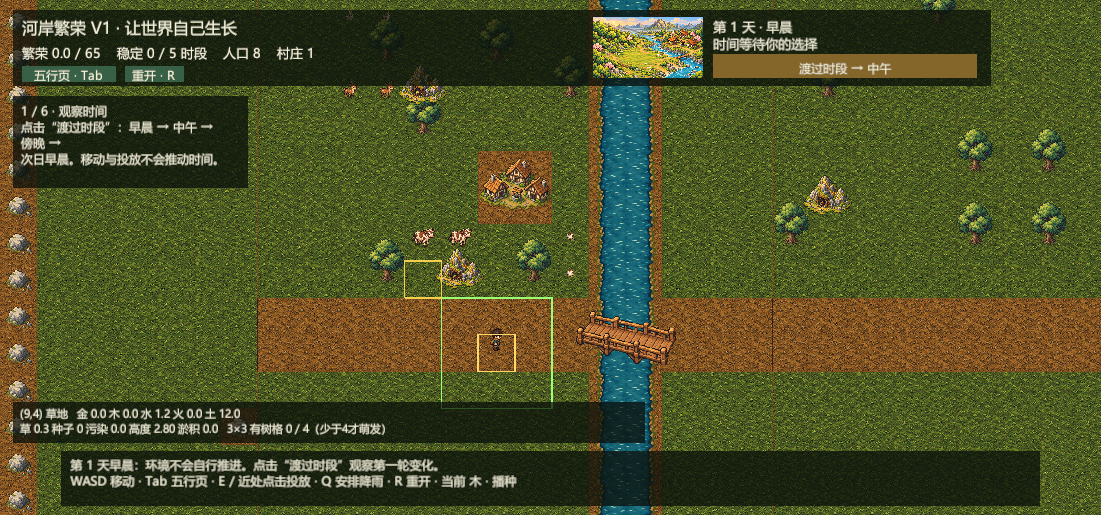 河岸繁荣 V1 · 让世界自己生长
繁荣 0.0 / 65 稳定 0 / 5 时段 人口 8 村庄 1
五行页 · Tab 重开 · R
第 1 天 · 早晨
时间等待你的选择
渡过时段 → 中午
1 / 6 · 观察时间
点击“渡过时段”：早晨 → 中午 →
傍晚 →
次日早晨。移动与投放不会推动时间。
(9,4) 草地 金 0.0 木 0.0 水 1.2 火 0.0 土 12.0
草 0.3 种子 0 污染 0.0 高度 2.80 淤积 0.0 3×3 有树格 0 / 4（少于4才萌发）
第 1 天早晨：环境不会自行推进。点击“渡过时段”观察第一轮变化。
WASD 移动 · Tab 五行页 · E / 近处点击投放 · Q 安排降雨 · R 重开 · 当前 木 · 播种